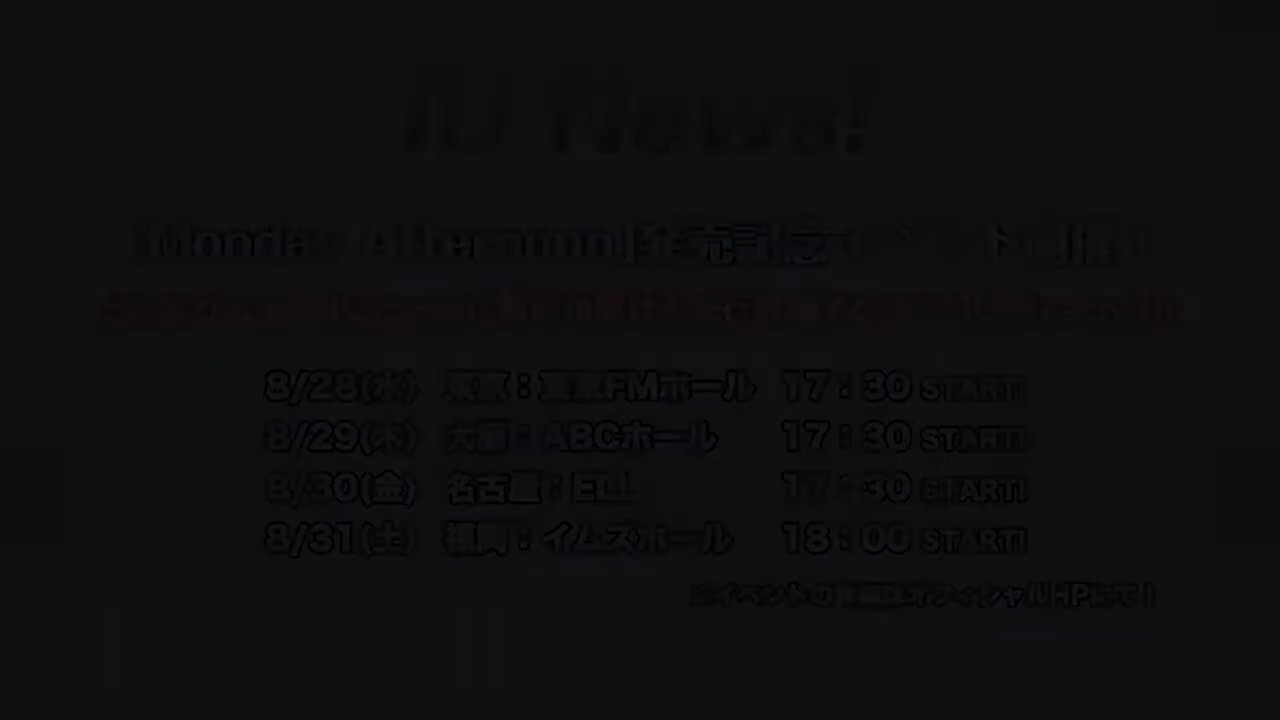 IU News!
「Monday Afternoon」発売記念イベント開催!
8/28(水) 東京：東京FMホール 17：30 START!
8/29(木) 大阪：ABCホール 17：30 START!
8/30(金) 名古屋：ELL 17：30 START!
8/31(土) 福岡：イムズホール 18：00 START!
※イベントの詳細はオフィシャルHPにて!